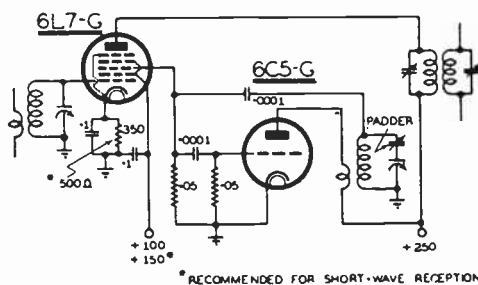 6L7-G
6C5-G
.0001
PADDER
.1
350
.0001
*500Ω
.1
.05
.05
+100
+150*
+250
*RECOMMENDED FOR SHORT-WAVE RECEPTION